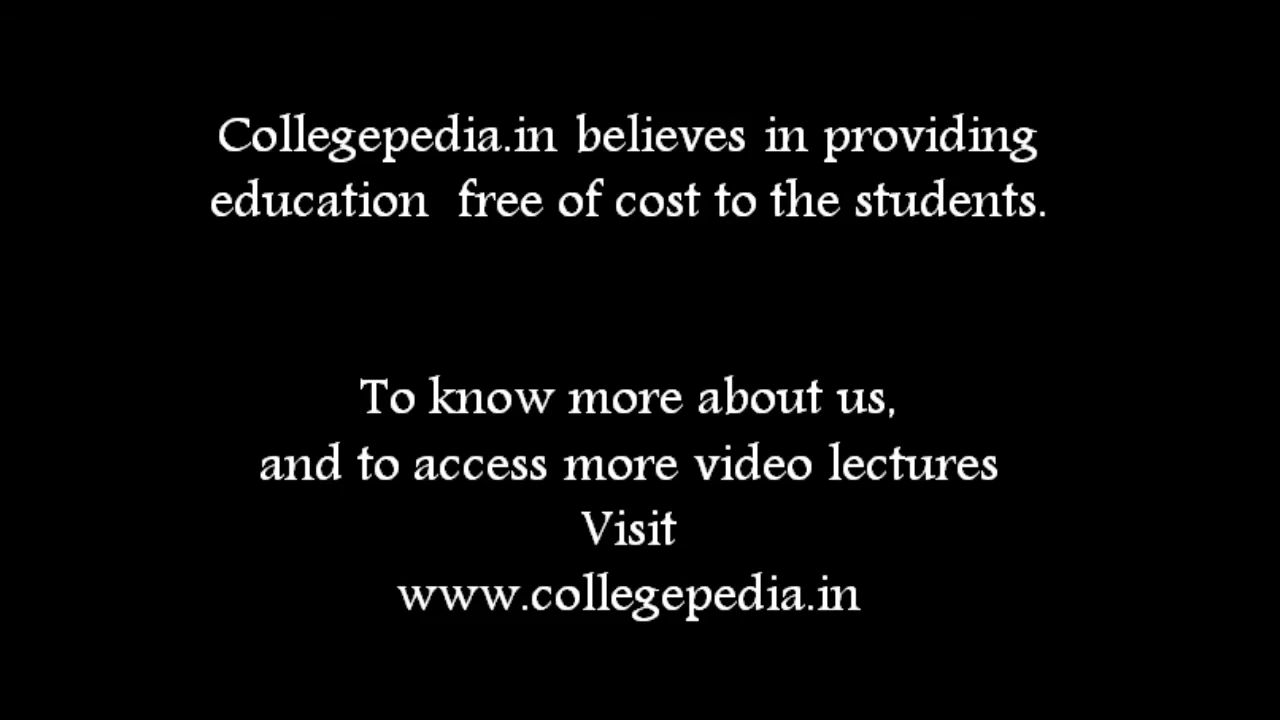 Collegepedia.in believes in providing
education  free of cost to the students.
To know more about us,
and to access more video lectures
Visit
www.collegepedia.in